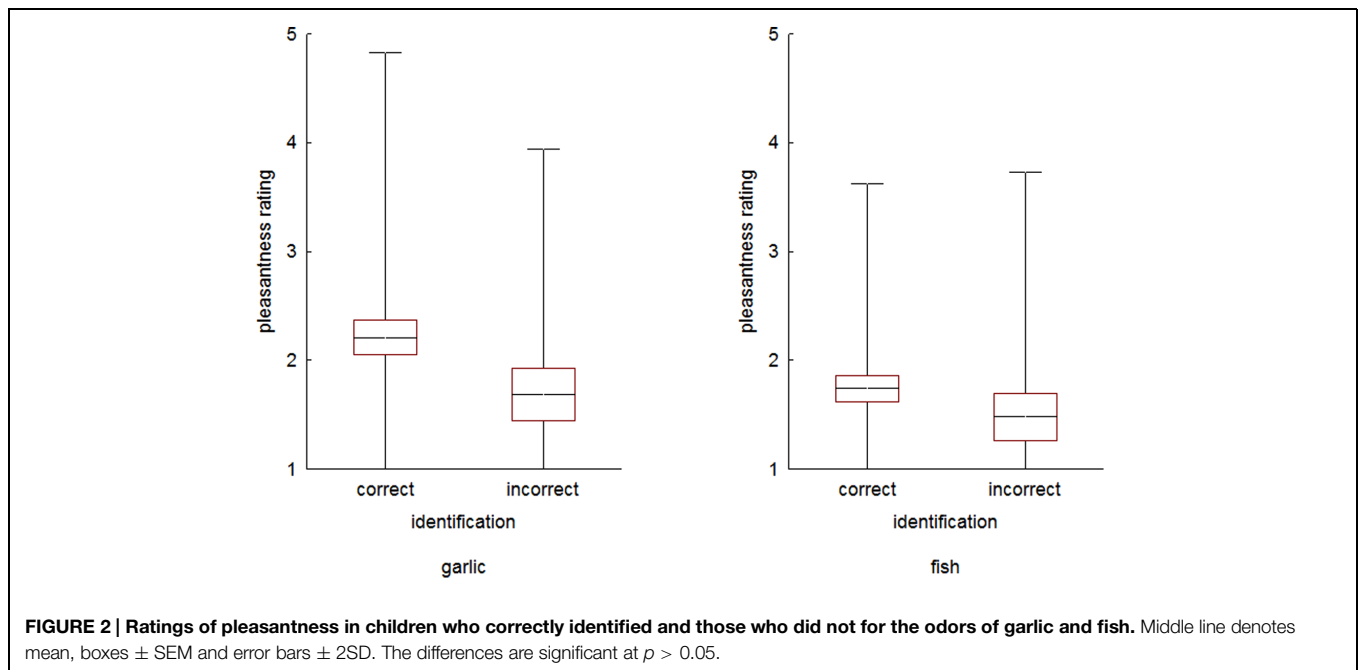 5
4
3
2
1
pleasantness rating
correct incorrect
identification
garlic
5
4
3
2
1
pleasantness rating
correct incorrect
identification
fish
FIGURE 2 | Ratings of pleasantness in children who correctly identified and those who did not for the odors of garlic and fish. Middle line denotes
mean, boxes ± SEM and error bars ± 2SD. The differences are significant at p > 0.05.